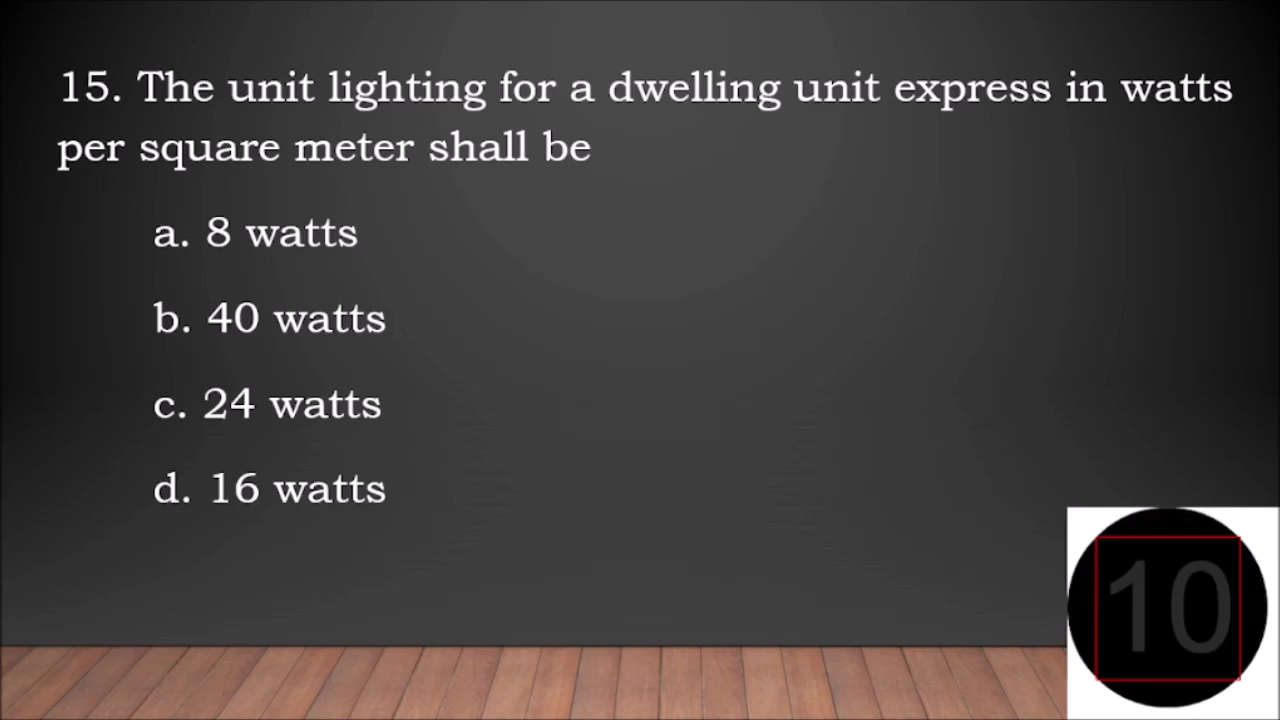 15. The unit lighting for a dwelling unit express in watts
per square meter shall be
a. 8 watts
b. 40 watts
c. 24 watts
d. 16 watts
10